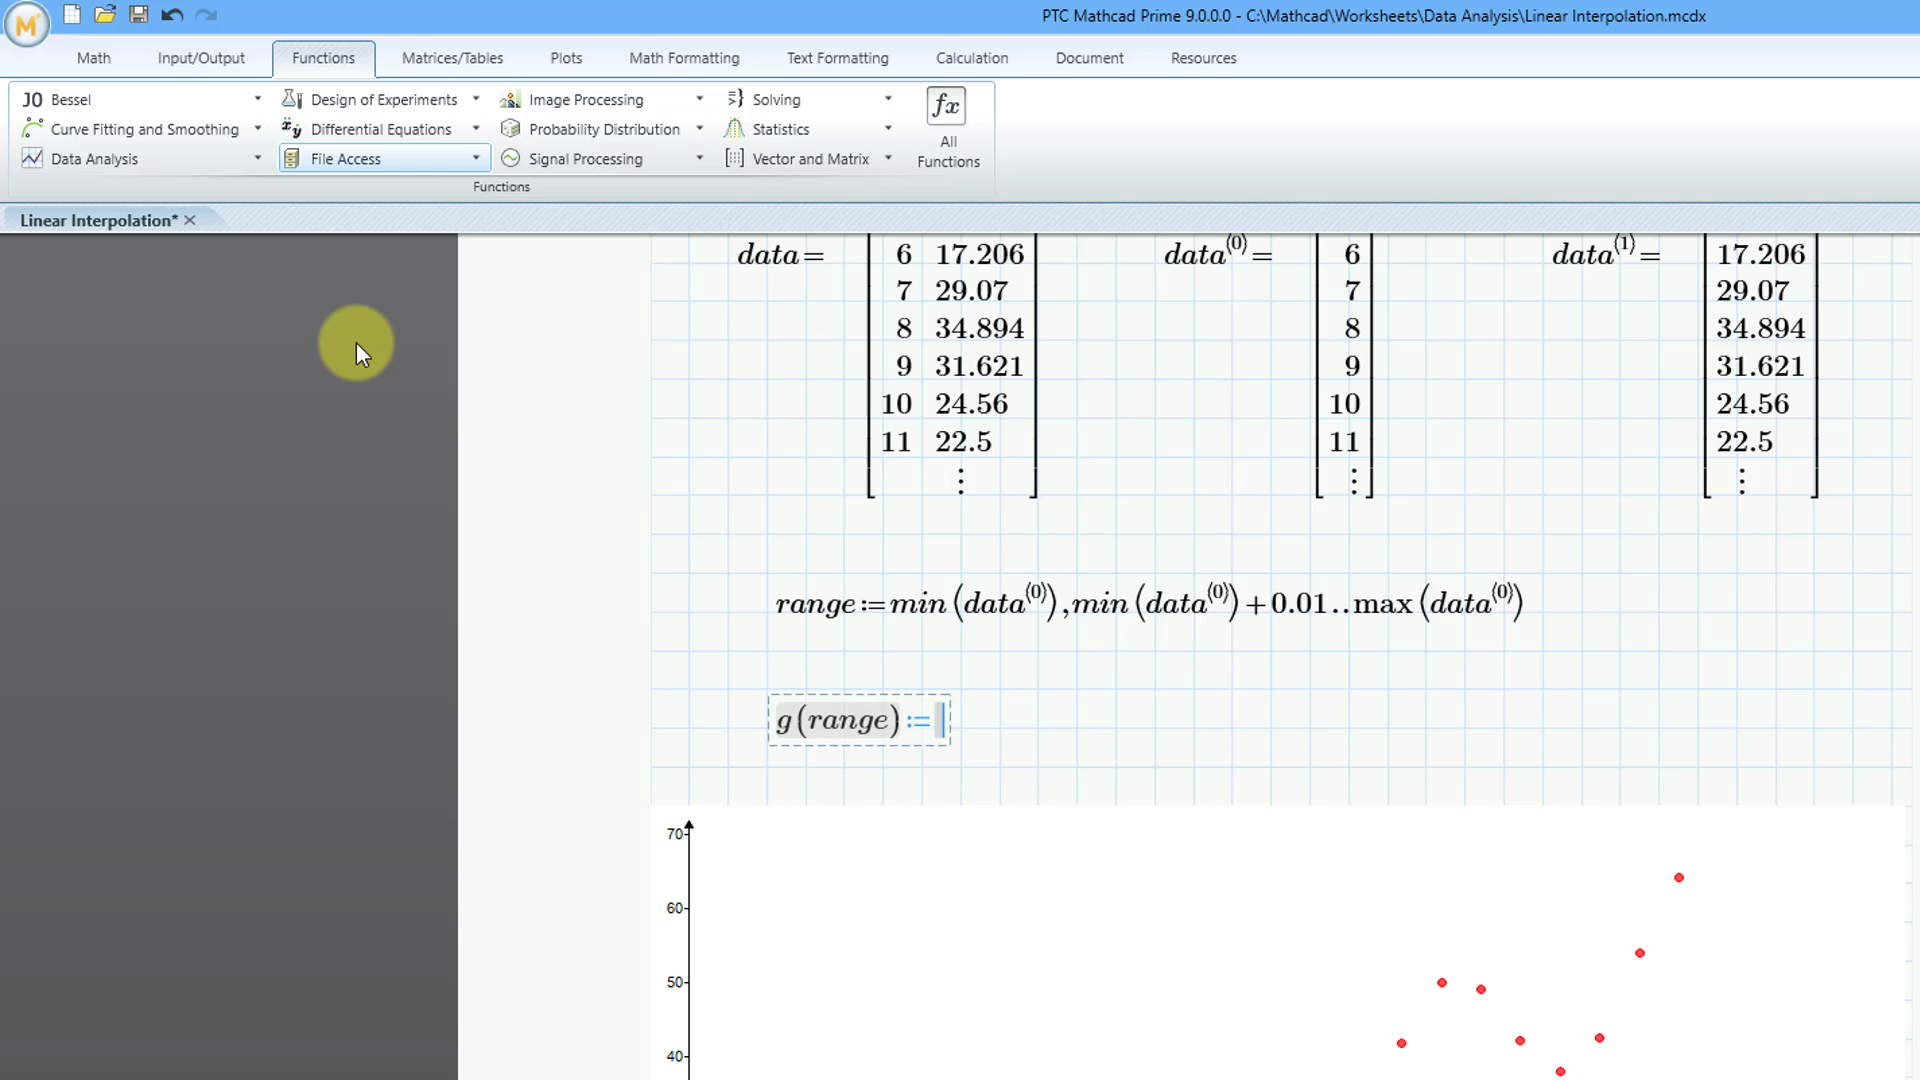 PTC Mathcad Prime 9.0.0.0 - C:\Mathcad\Worksheets\Data Analysis\Linear Interpolation.mcdx
Math Input/Output Functions Matrices/Tables Plots Math Formatting Text Formatting Calculation Document Resources
J0 Bessel Design of Experiments Image Processing Solving fx
Curve Fitting and Smoothing Differential Equations Probability Distribution Statistics All
Data Analysis File Access Signal Processing Vector and Matrix Functions
Functions
Linear Interpolation*
data= 6 17.206 data⟨0⟩= 6 data⟨1⟩= 17.206
7 29.07 7 29.07
8 34.894 8 34.894
9 31.621 9 31.621
10 24.56 10 24.56
11 22.5 11 22.5
⋮ ⋮ ⋮
range:=min(data⟨0⟩),min(data⟨0⟩)+0.01..max(data⟨0⟩)
g(range):=
70
60
50
40